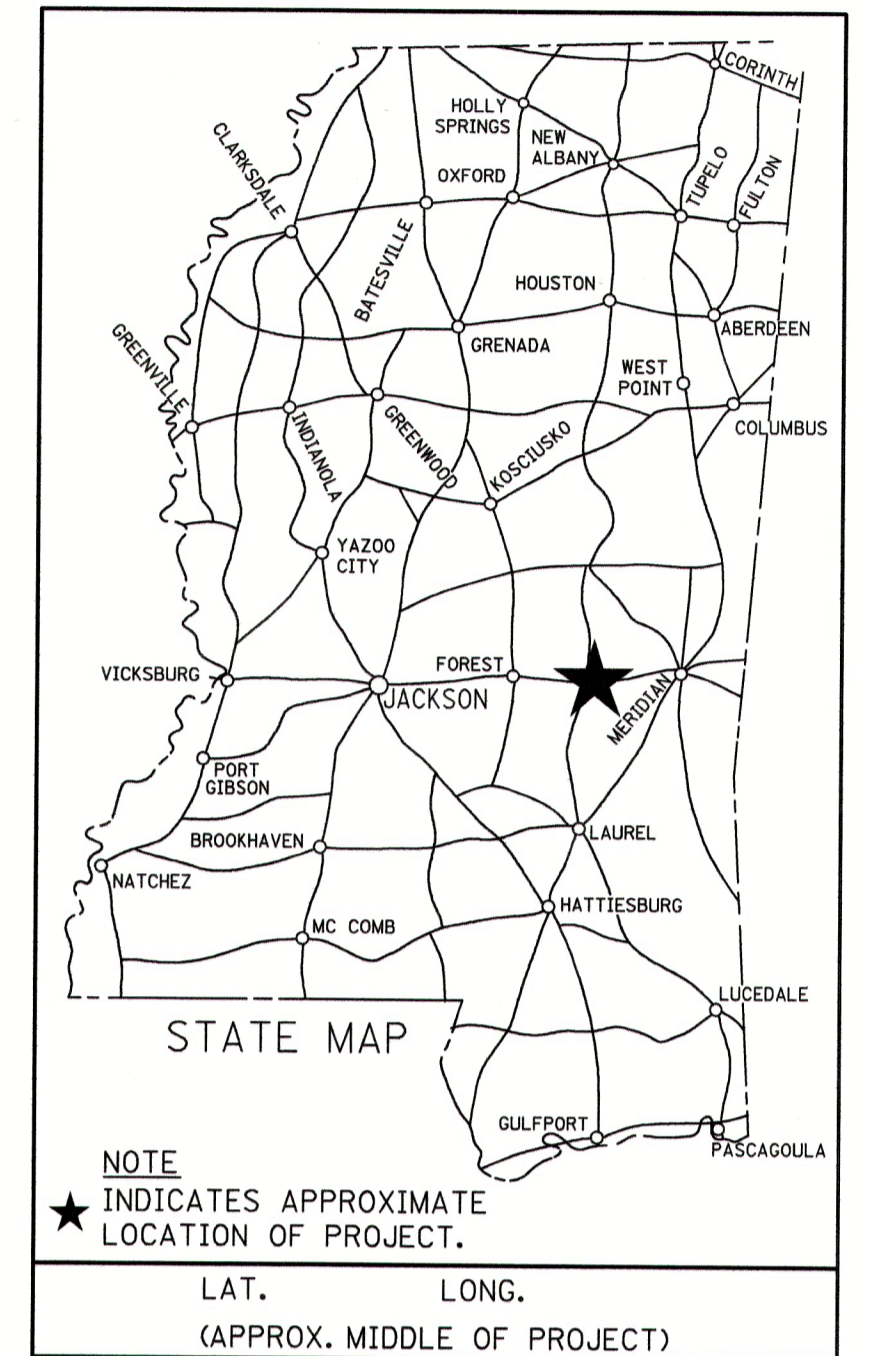 CORINTH
HOLLY
SPRINGS
NEW
ALBANY
CLARKSDALE
OXFORD
TUPELO
FULTON
BATESVILLE
HOUSTON
ABERDEEN
GRENADA
GREENVILLE
WEST
POINT
COLUMBUS
INDIANOLA
GREENWOOD
KOSCIUSKO
YAZOO
CITY
VICKSBURG
FOREST
JACKSON
MERIDIAN
PORT
GIBSON
BROOKHAVEN
LAUREL
NATCHEZ
HATTIESBURG
MC COMB
LUCEDALE
STATE MAP
GULFPORT
PASCAGOULA
NOTE
INDICATES APPROXIMATE
LOCATION OF PROJECT.
LAT. LONG.
(APPROX. MIDDLE OF PROJECT)